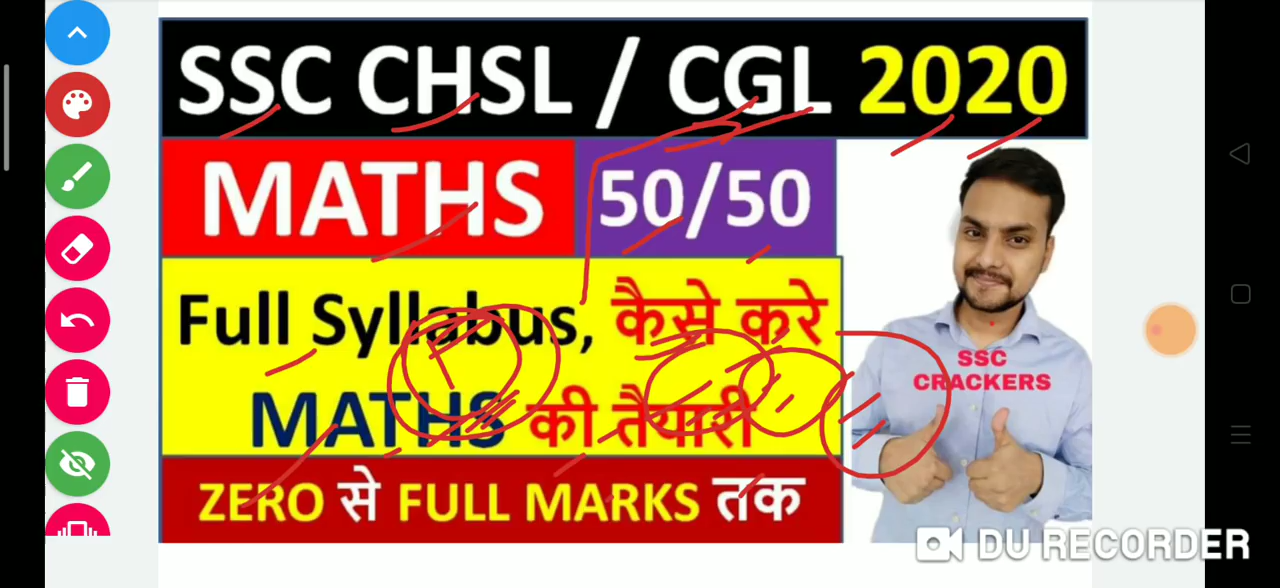 SSC CHSL / CGL 2020
MATHS 50/50
Full Syllabus, कैसे करे
MATHS की तैयारी
ZERO से FULL MARKS तक
SSC
CRACKERS
DU RECORDER